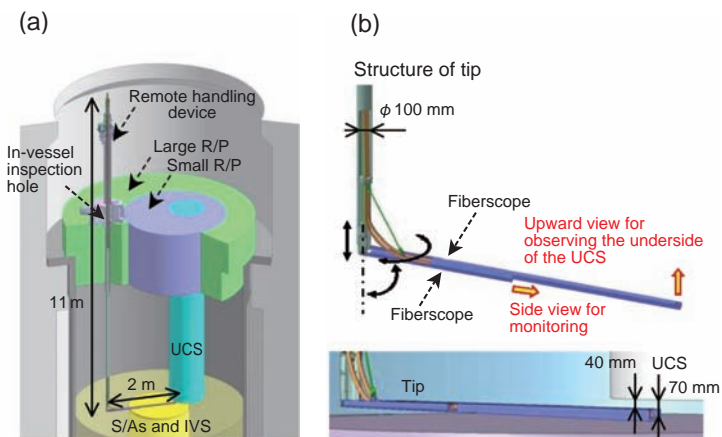 (a)
Remote handling
device
Large R/P
Small R/P
In-vessel
inspection
hole
11 m
UCS
2 m
S/As and IVS
(b)
Structure of tip
ϕ 100 mm
Fiberscope
Upward view for
observing the underside
of the UCS
Fiberscope
Side view for
monitoring
40 mm
UCS
70 mm
Tip